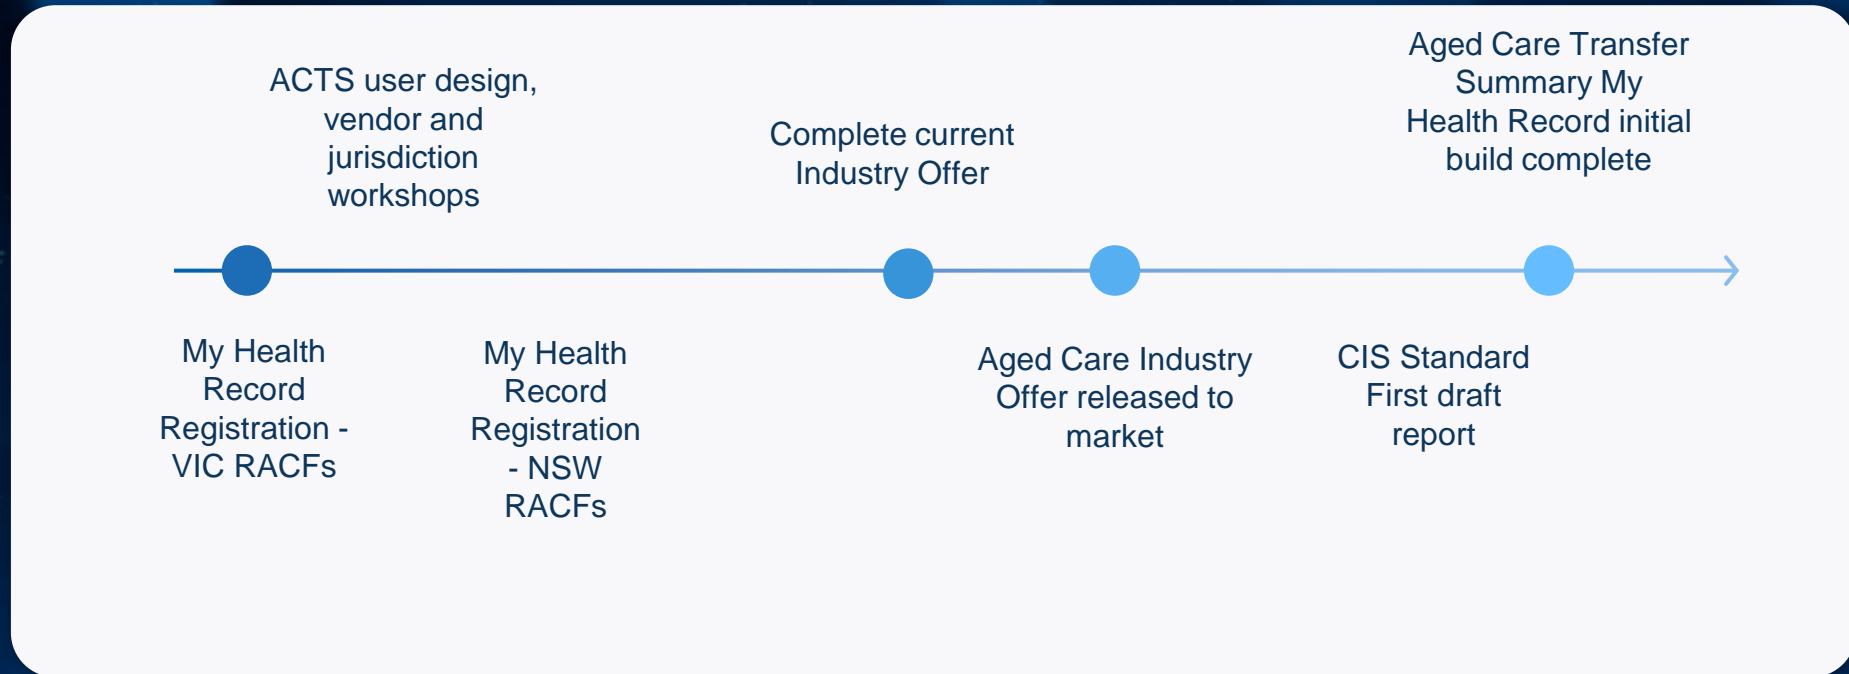 ACTS user design,
vendor and
jurisdiction
workshops
Complete current
Industry Offer
Aged Care Transfer
Summary My
Health Record initial
build complete
My Health
Record
Registration -
VIC RACFs
My Health
Record
Registration
- NSW
RACFs
Aged Care Industry
Offer released to
market
CIS Standard
First draft
report